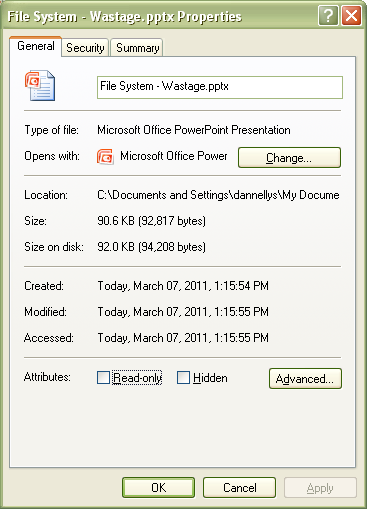 File System - Wastage.pptx Properties
General Security Summary
File System - Wastage.pptx
Type of file: Microsoft Office PowerPoint Presentation
Opens with: Microsoft Office Power Change...
Location: C:\Documents and Settings\dannellys\My Docume
Size: 90.6 KB (92,817 bytes)
Size on disk: 92.0 KB (94,208 bytes)
Created: Today, March 07, 2011, 1:15:54 PM
Modified: Today, March 07, 2011, 1:15:55 PM
Accessed: Today, March 07, 2011, 1:15:55 PM
Attributes: Read-only Hidden Advanced...
OK Cancel Apply